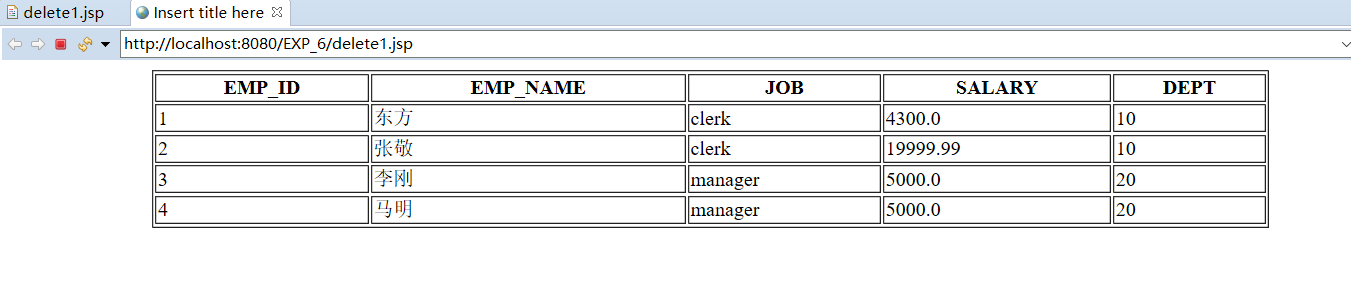 delete1.jsp Insert title here
http://localhost:8080/EXP_6/delete1.jsp
EMP_ID EMP_NAME JOB SALARY DEPT
1 东方 clerk 4300.0 10
2 张敬 clerk 19999.99 10
3 李刚 manager 5000.0 20
4 马明 manager 5000.0 20